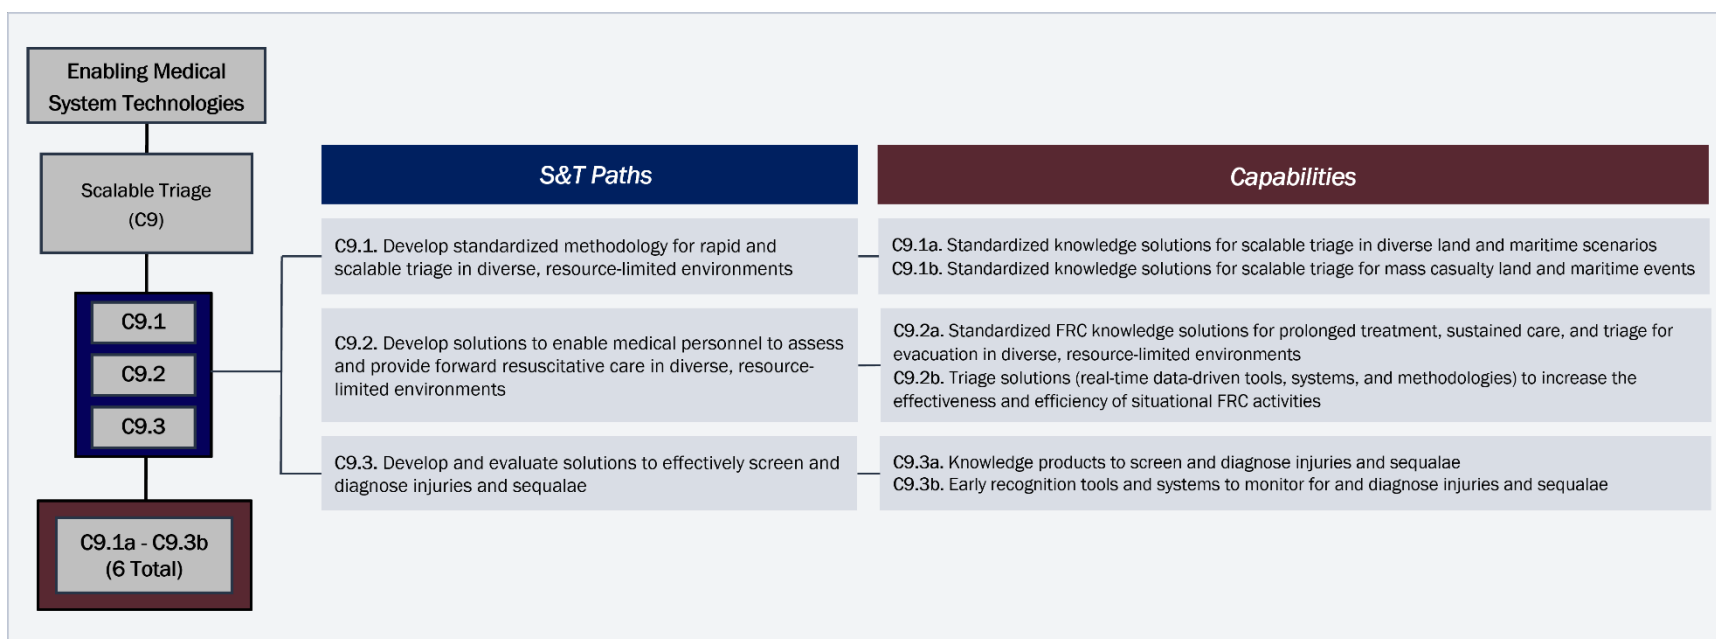 Enabling Medical
System Technologies
Scalable Triage
(C9)
C9.1
C9.2
C9.3
C9.1a - C9.3b
(6 Total)
S&T Paths
Capabilities
C9.1. Develop standardized methodology for rapid and
scalable triage in diverse, resource-limited environments
C9.1a. Standardized knowledge solutions for scalable triage in diverse land and maritime scenarios
C9.1b. Standardized knowledge solutions for scalable triage for mass casualty land and maritime events
C9.2. Develop solutions to enable medical personnel to assess
and provide forward resuscitative care in diverse, resource-
limited environments
C9.2a. Standardized FRC knowledge solutions for prolonged treatment, sustained care, and triage for
evacuation in diverse, resource-limited environments
C9.2b. Triage solutions (real-time data-driven tools, systems, and methodologies) to increase the
effectiveness and efficiency of situational FRC activities
C9.3. Develop and evaluate solutions to effectively screen and
diagnose injuries and sequalae
C9.3a. Knowledge products to screen and diagnose injuries and sequalae
C9.3b. Early recognition tools and systems to monitor for and diagnose injuries and sequalae